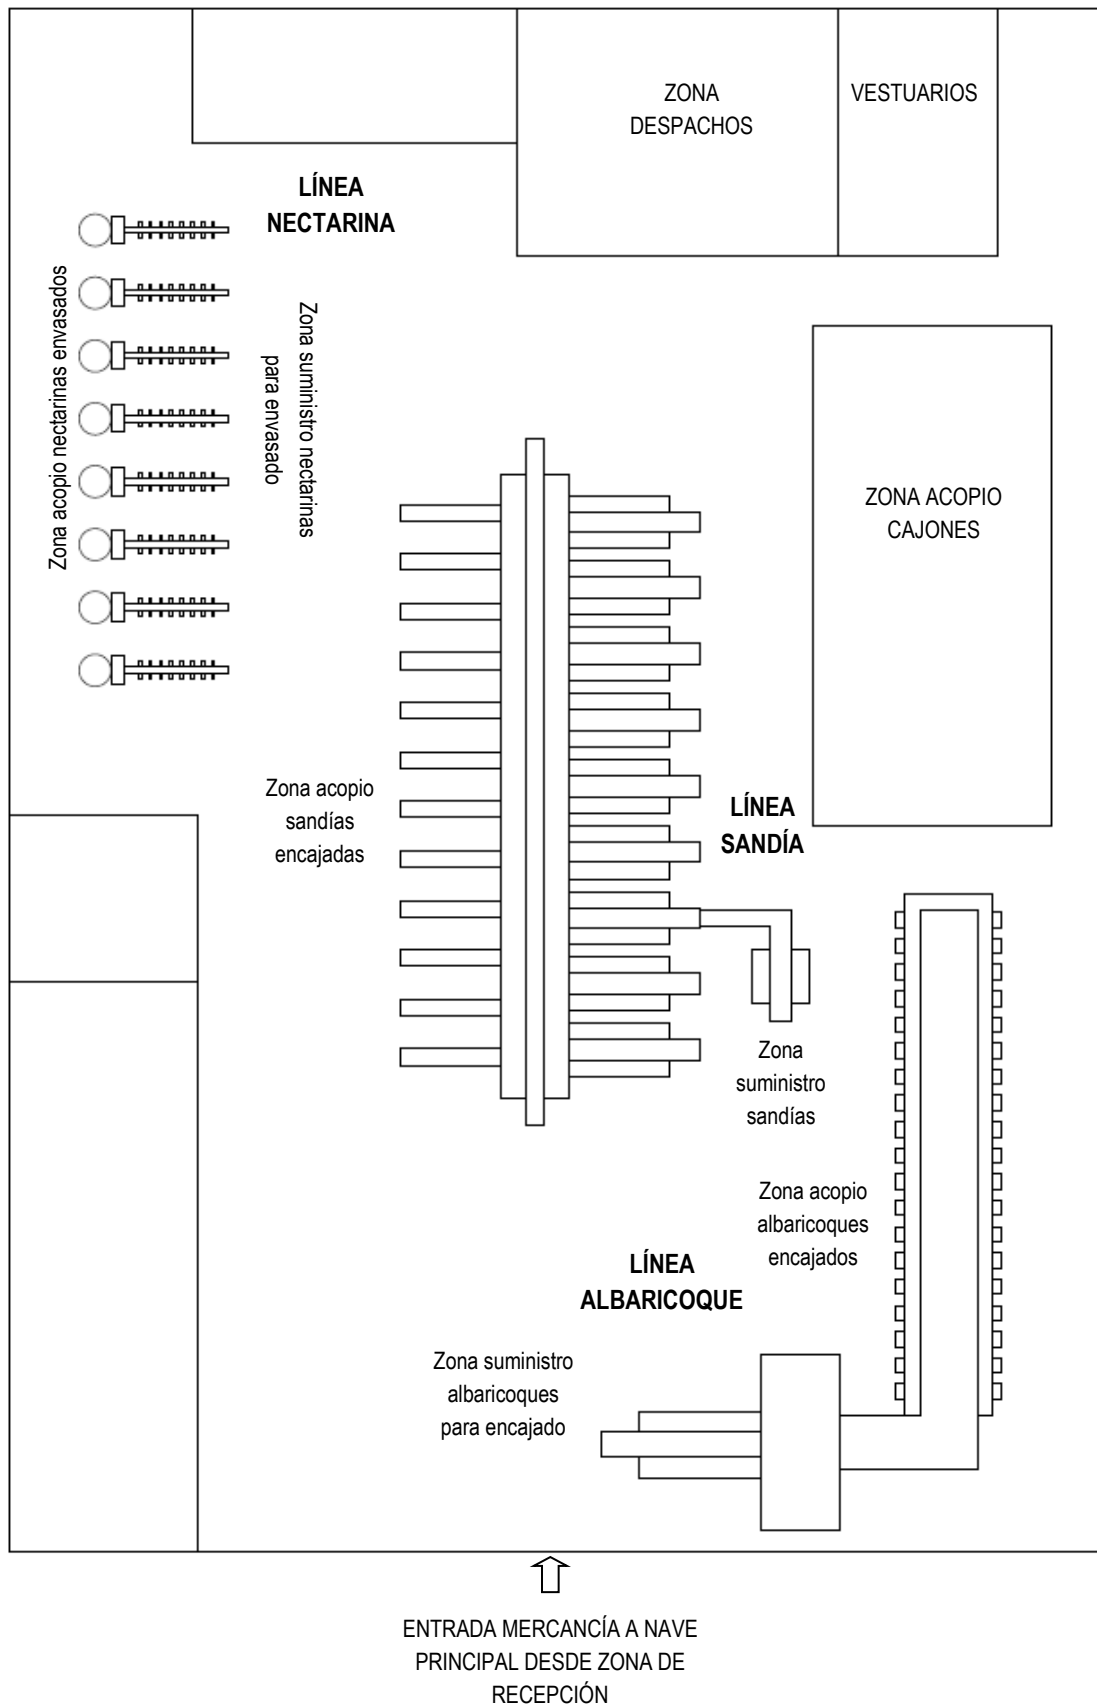 ZONA
DESPACHOS
VESTUARIOS
LÍNEA
NECTARINA
Zona acopio nectarinas envasados
Zona suministro nectarinas
para envasado
ZONA ACOPIO
CAJONES
Zona acopio
sandías
encajadas
LÍNEA
SANDÍA
Zona
suministro
sandías
Zona acopio
albaricoques
encajados
LÍNEA
ALBARICOQUE
Zona suministro
albaricoques
para encajado
ENTRADA MERCANCÍA A NAVE
PRINCIPAL DESDE ZONA DE
RECEPCIÓN